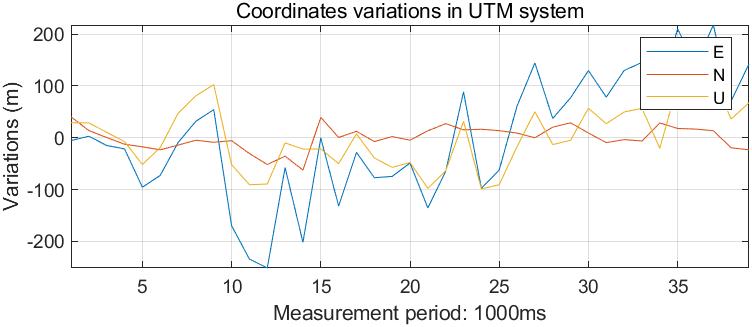 Coordinates variations in UTM system
200
100
0
-100
-200
Variations (m)
E
N
U
5 10 15 20 25 30 35
Measurement period: 1000ms